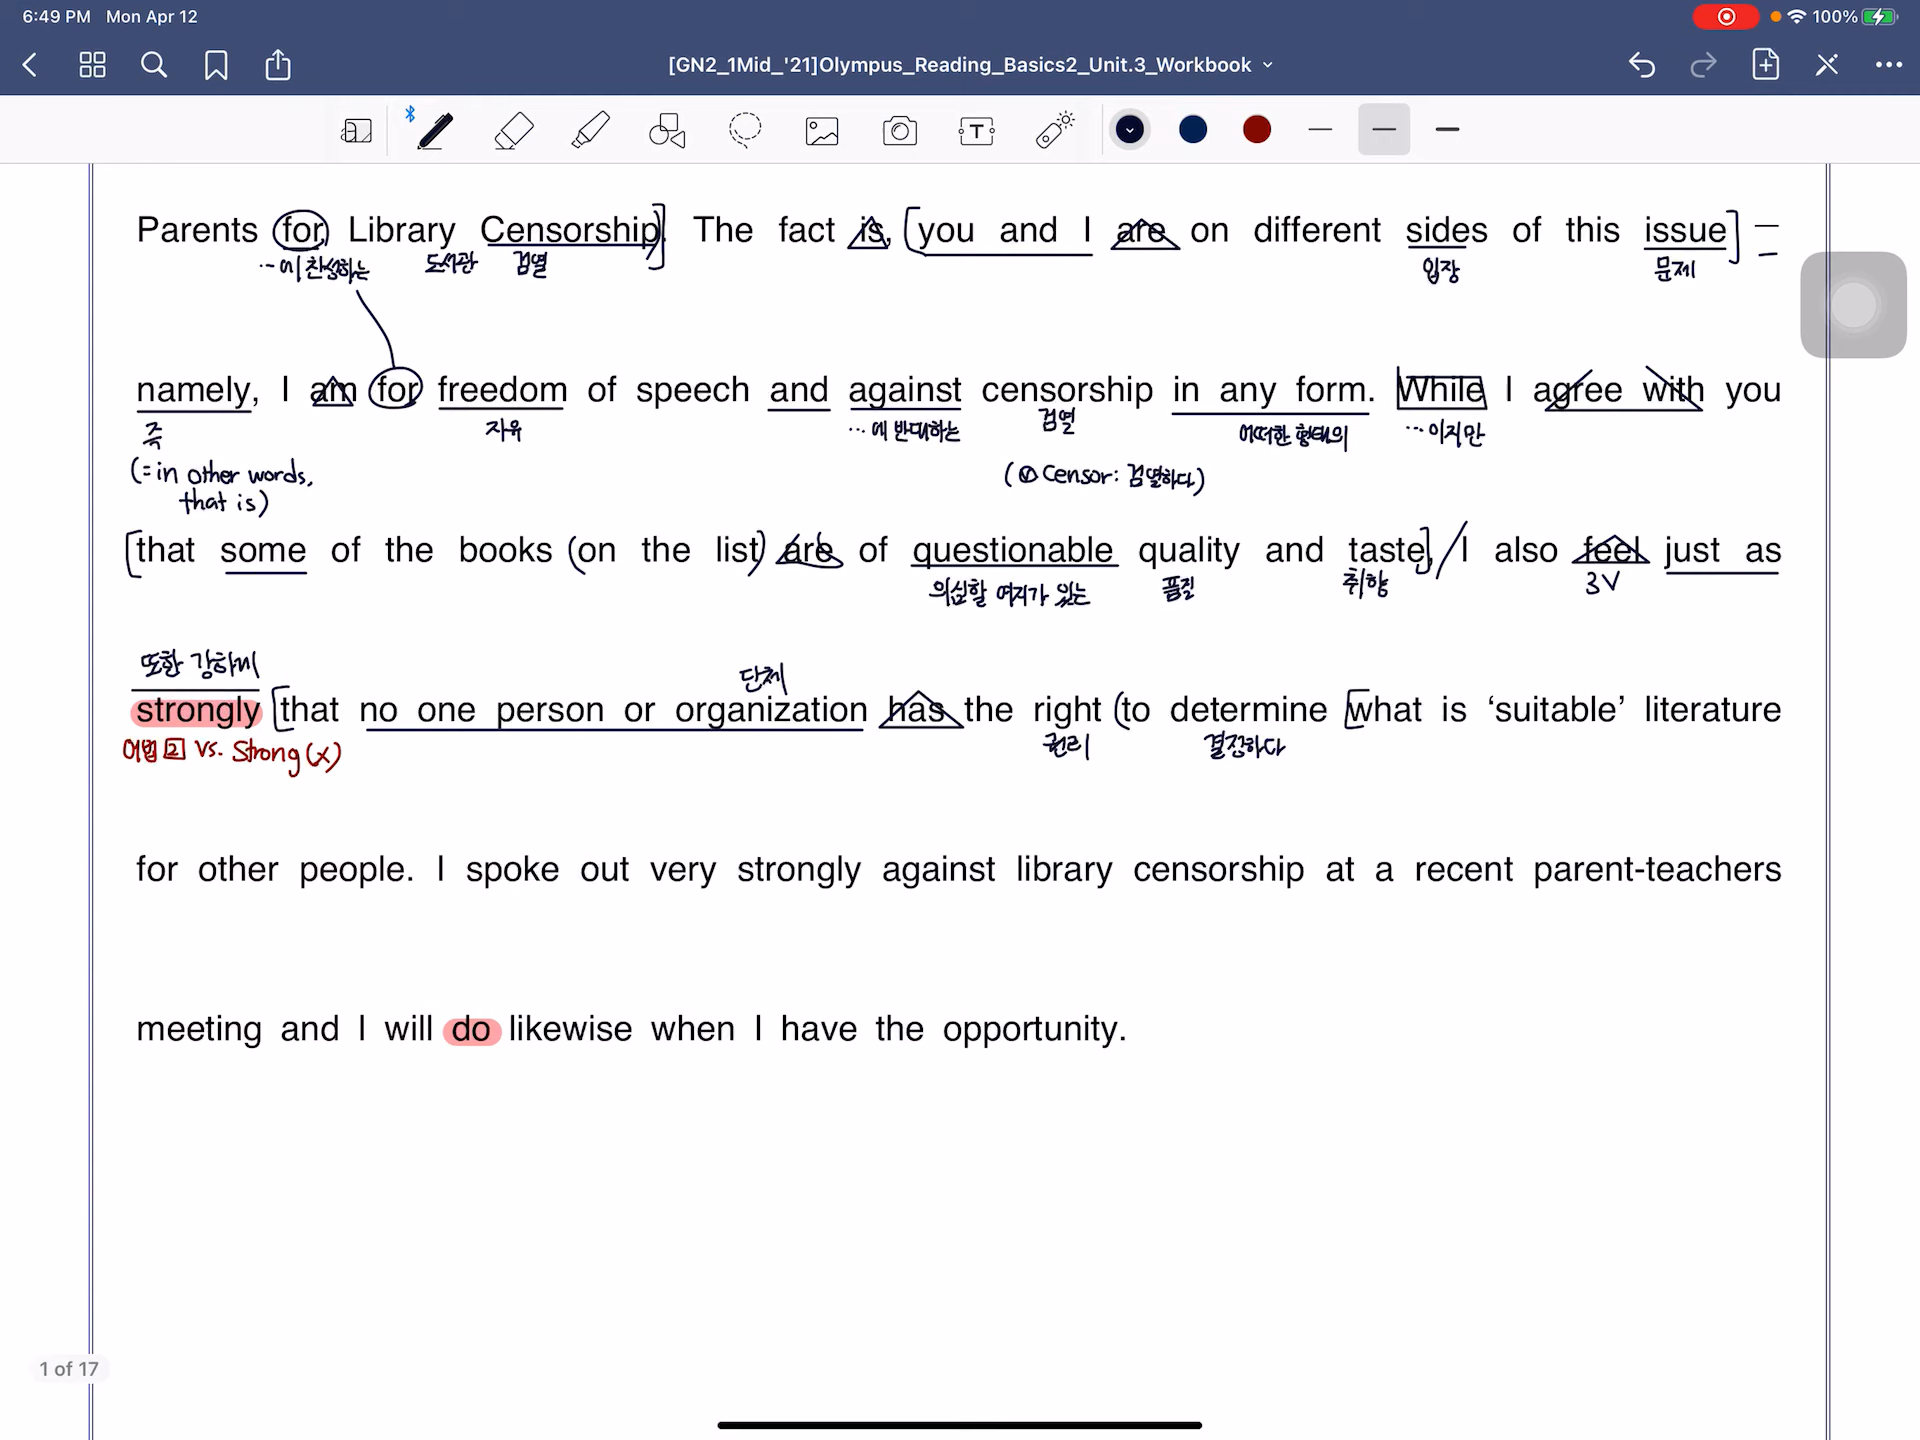 6:49 PM Mon Apr 12
100%
[GN2_1Mid_'21]Olympus_Reading_Basics2_Unit.3_Workbook
Parents for Library Censorship. The fact is, you and I are on different sides of this issue —
…에 찬성하는 도서관 검열 입장 문제
namely, I am for freedom of speech and against censorship in any form. While I agree with you
즉 자유 …에 반대하는 검열 어떠한 형태의 …이지만
(= in other words, that is)
(ⓥ censor: 검열하다)
[that some of the books (on the list) are of questionable quality and taste], / I also feel just as
의심할 여지가 있는 품질 취향 3V
또한 강하게 단체
strongly [that no one person or organization has the right (to determine [what is ‘suitable’ literature
어법 2 vs. strong (x) 권리 결정하다
for other people. I spoke out very strongly against library censorship at a recent parent-teachers
meeting and I will do likewise when I have the opportunity.
1 of 17